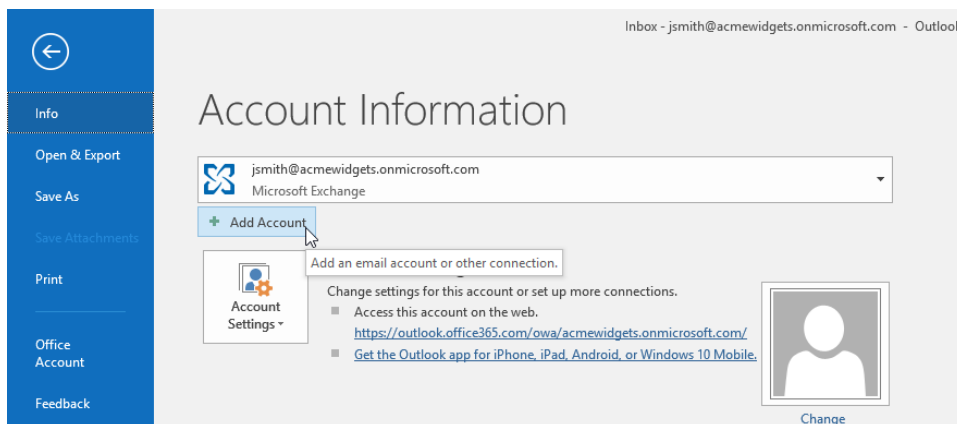 Inbox - jsmith@acmewidgets.onmicrosoft.com - Outlool
Info
Open & Export
Save As
Save Attachments
Print
Office
Account
Feedback
Account Information
jsmith@acmewidgets.onmicrosoft.com
Microsoft Exchange
+ Add Account
Add an email account or other connection.
Account
Settings
Change settings for this account or set up more connections.
Access this account on the web.
https://outlook.office365.com/owa/acmewidgets.onmicrosoft.com/
Get the Outlook app for iPhone, iPad, Android, or Windows 10 Mobile.
Change